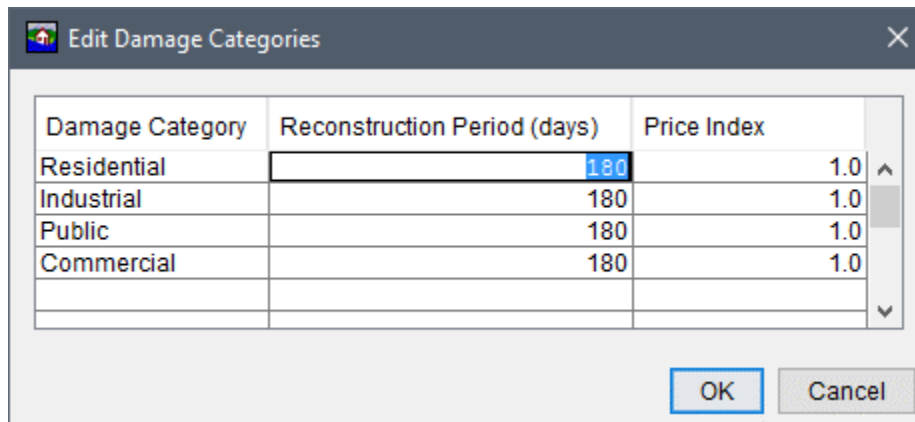 Edit Damage Categories
Damage Category Reconstruction Period (days) Price Index
Residential 180 1.0
Industrial 180 1.0
Public 180 1.0
Commercial 180 1.0
OK Cancel